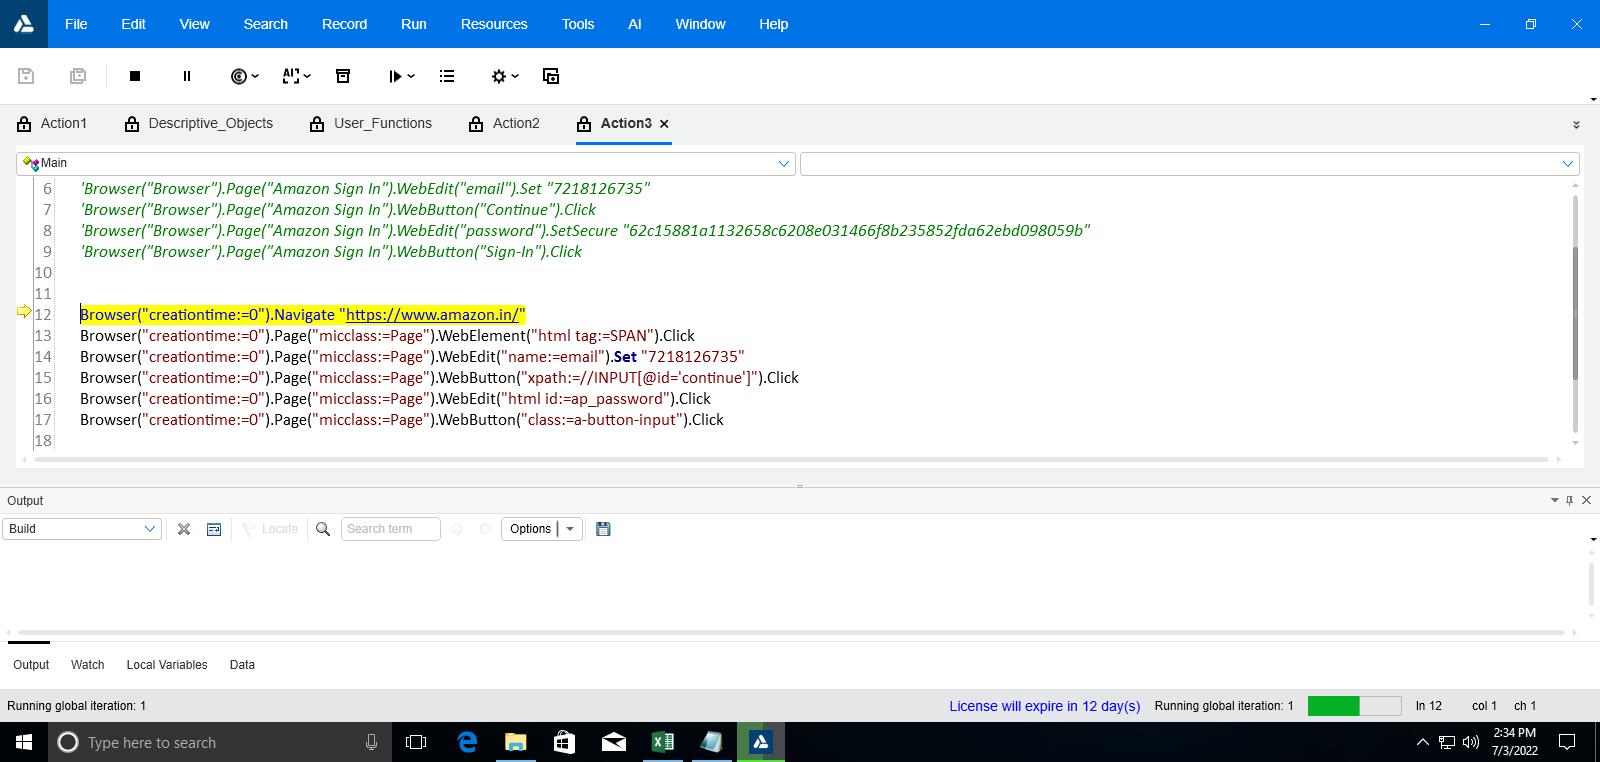 File Edit View Search Record Run Resources Tools AI Window Help
Action1 Descriptive_Objects User_Functions Action2 Action3
Main
6 'Browser("Browser").Page("Amazon Sign In").WebEdit("email").Set "7218126735"
7 'Browser("Browser").Page("Amazon Sign In").WebButton("Continue").Click
8 'Browser("Browser").Page("Amazon Sign In").WebEdit("password").SetSecure "62c15881a1132658c6208e031466f8b235852fda62ebd098059b"
9 'Browser("Browser").Page("Amazon Sign In").WebButton("Sign-In").Click
10
11
12 Browser("creationtime:=0").Navigate "https://www.amazon.in/"
13 Browser("creationtime:=0").Page("micclass:=Page").WebElement("html tag:=SPAN").Click
14 Browser("creationtime:=0").Page("micclass:=Page").WebEdit("name:=email").Set "7218126735"
15 Browser("creationtime:=0").Page("micclass:=Page").WebButton("xpath:=//INPUT[@id='continue']").Click
16 Browser("creationtime:=0").Page("micclass:=Page").WebEdit("html id:=ap_password").Click
17 Browser("creationtime:=0").Page("micclass:=Page").WebButton("class:=a-button-input").Click
18
Output
Build Locate Search term Options
Output Watch Local Variables Data
Running global iteration: 1 License will expire in 12 day(s) Running global iteration: 1 ln 12 col 1 ch 1
Type here to search 2:34 PM
7/3/2022